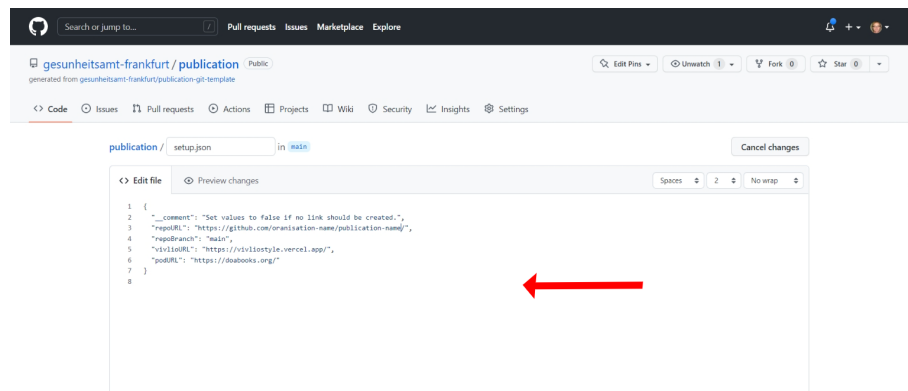 Search or jump to...
/
Pull requests Issues Marketplace Explore
gesunheitsamt-frankfurt / publication Public
generated from gesunheitsamt-frankfurt/publication-git-template
Edit Pins
Unwatch 1
Fork 0
Star 0
<> Code Issues Pull requests Actions Projects Wiki Security Insights Settings
publication / setup.json in main
Cancel changes
<> Edit file Preview changes
Spaces 2 No wrap
1 {
2 "__comment": "Set values to false if no link should be created.",
3 "repoURL": "https://github.com/oranisation-name/publication-name/",
4 "repoBranch": "main",
5 "vivlioURL": "https://vivliostyle.vercel.app/",
6 "podURL": "https://doabooks.org/"
7 }
8